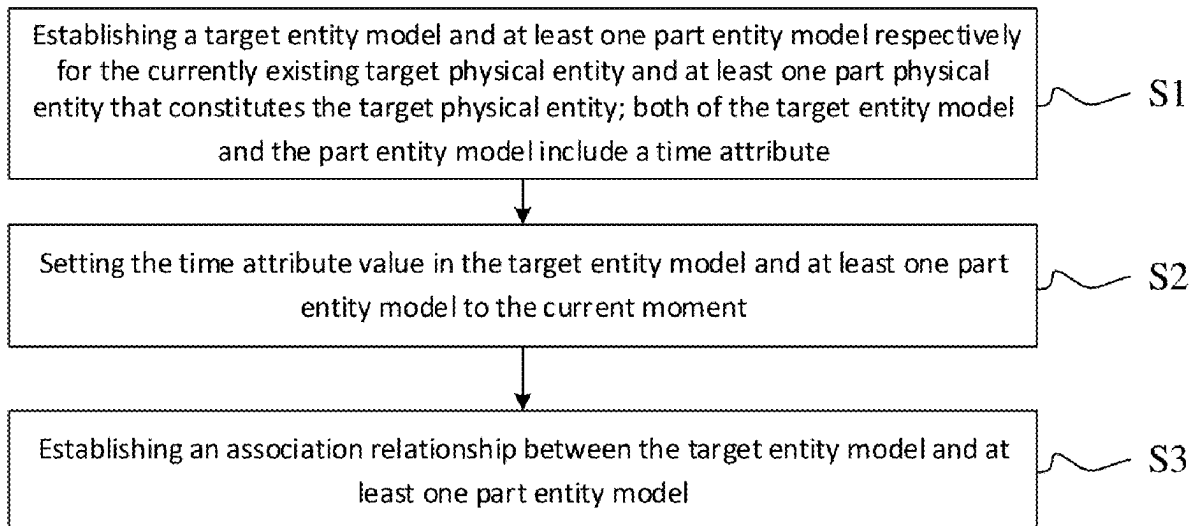 Establishing a target entity model and at least one part entity model respectively
for the currently existing target physical entity and at least one part physical
entity that constitutes the target physical entity; both of the target entity model
and the part entity model include a time attribute
S1
Setting the time attribute value in the target entity model and at least one part
entity model to the current moment
S2
Establishing an association relationship between the target entity model and at
least one part entity model
S3